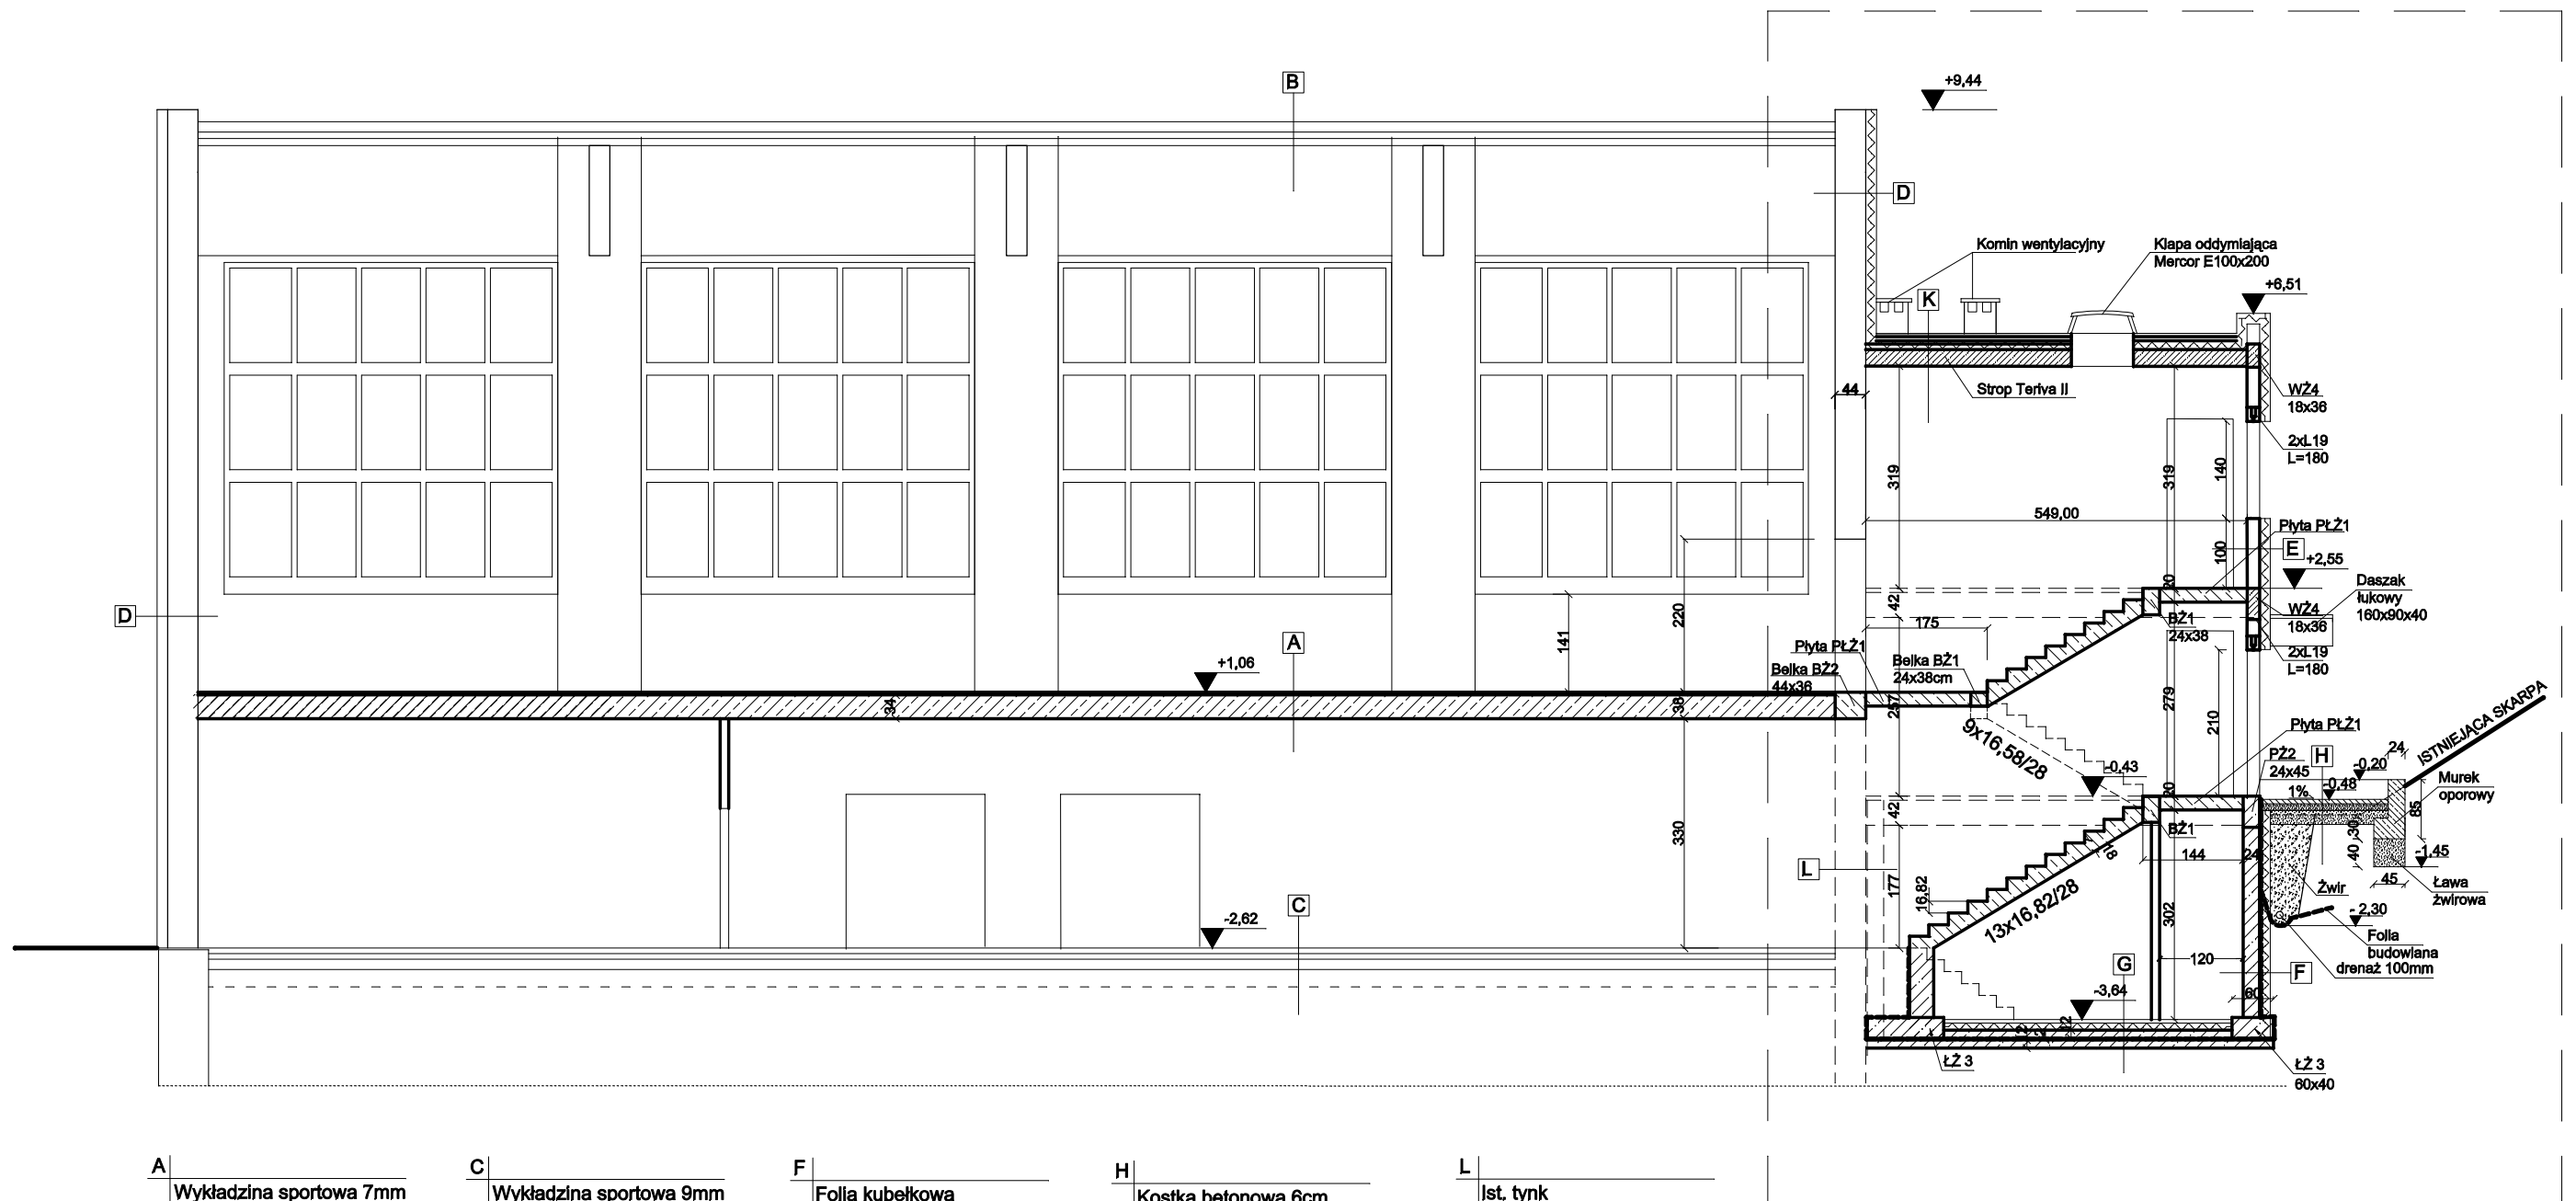 B
+9,44
D
Komin wentylacyjny
Klapa oddymiająca
Mercor E100x200
+6,51
K
44
Strop Teriva II
WŻ4
18x36
2xL19
L=180
319
319
140
549,00
Płyta PŁŻ1
E
100
+2,55
20
Daszak
łukowy
160x90x40
D
42
WŻ4
18x36
BŻ1
24x38
220
141
175
A
+1,06
Płyta PŁŻ1
Belka BŻ2
44x36
Belka BŻ1
24x38cm
2xL19
L=180
34
38
257
279
210
ISTNIEJĄCA SKARPA
Płyta PŁŻ1
9x16,58/28
24
H
PŻ2
24x45
-0,20
-0,43
-0,48
1%
Murek
oporowy
20
85
42
BŻ1
330
30
18
144
24
40
-1,45
L
177
45
Ława
żwirowa
16,82
Żwir
13x16,82/28
302
-2,30
C
-2,62
Folia
budowlana
drenaż 100mm
G
120
F
60
-3,64
12
12
2
ŁŻ 3
ŁŻ 3
60x40
A
Wykładzina sportowa 7mm
C
Wykładzina sportowa 9mm
F
Folia kubełkowa
H
Kostka betonowa 6cm
L
Ist. tynk